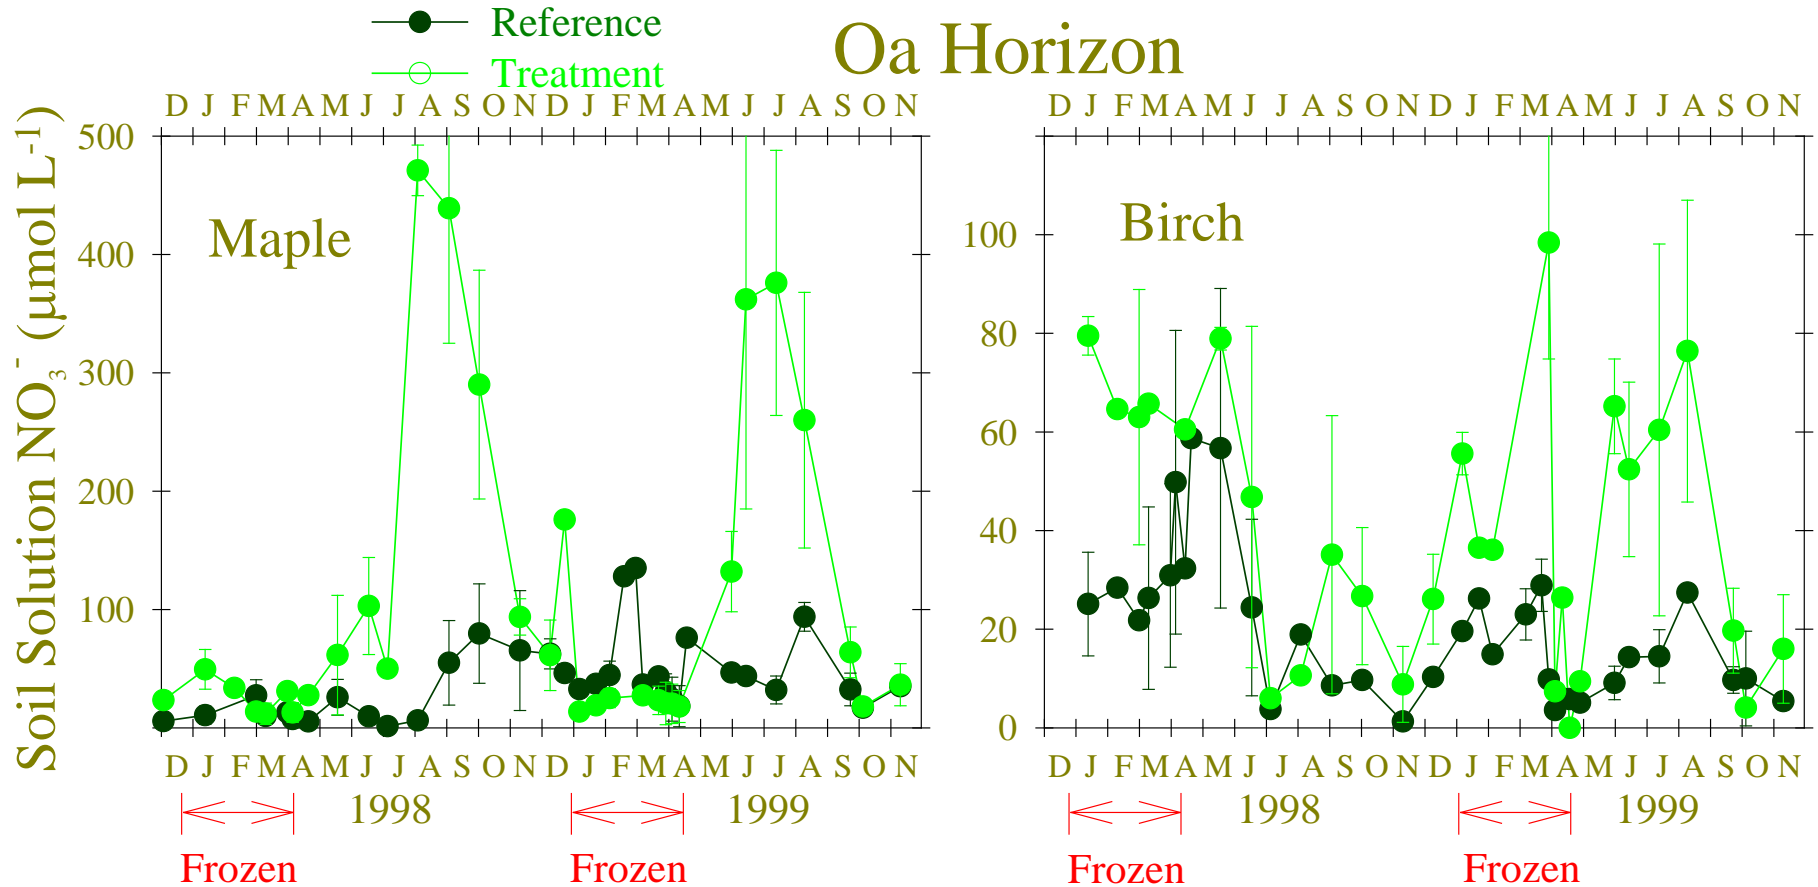 Reference
Treatment
Oa Horizon
D J F M A M J J A S O N D J F M A M J J A S O N
D J F M A M J J A S O N D J F M A M J J A S O N
Soil Solution NO₃⁻ (µmol L⁻¹)
500
400
300
200
100
Maple
100
80
60
40
20
0
Birch
D J F M A M J J A S O N D J F M A M J J A S O N
D J F M A M J J A S O N D J F M A M J J A S O N
1998 1999
1998 1999
Frozen Frozen
Frozen Frozen